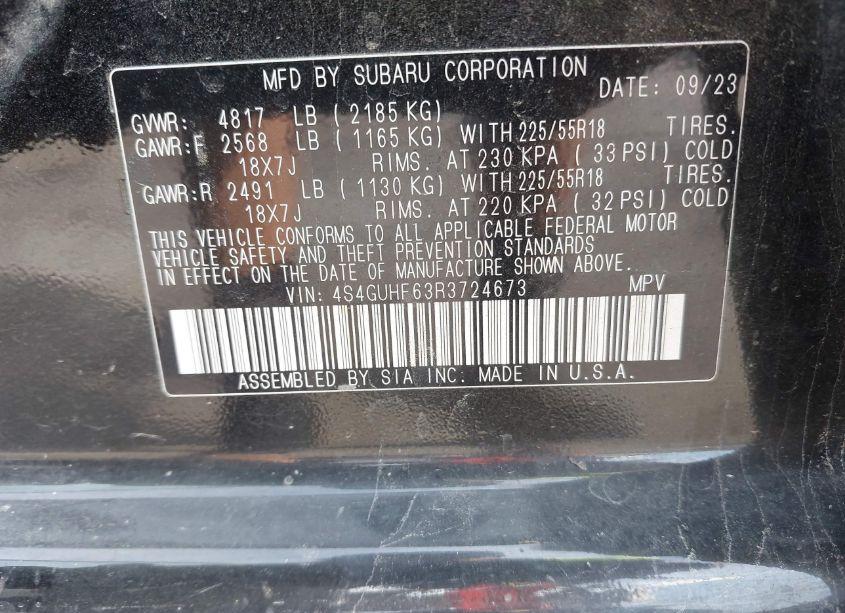 MFD BY SUBARU CORPORATION
DATE: 09/23
GVWR: 4817 LB ( 2185 KG)
GAWR:F 2568 LB ( 1165 KG) WITH 225/55R18 TIRES.
18X7J RIMS. AT 230 KPA ( 33 PSI) COLD
GAWR:R 2491 LB ( 1130 KG) WITH 225/55R18 TIRES.
18X7J RIMS. AT 220 KPA ( 32 PSI) COLD
THIS VEHICLE CONFORMS TO ALL APPLICABLE FEDERAL MOTOR
VEHICLE SAFETY AND THEFT PREVENTION STANDARDS
IN EFFECT ON THE DATE OF MANUFACTURE SHOWN ABOVE.
VIN: 4S4GUHF63R3724673 MPV
ASSEMBLED BY SIA INC. MADE IN U.S.A.